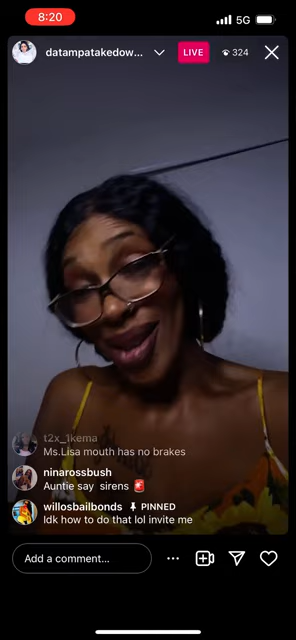 8:20
5G
datampatakedow...
LIVE
324
t2x_1kema
Ms.Lisa mouth has no brakes
ninarossbush
Auntie say sirens 🚨
willosbailbonds PINNED
Idk how to do that lol invite me
Add a comment...